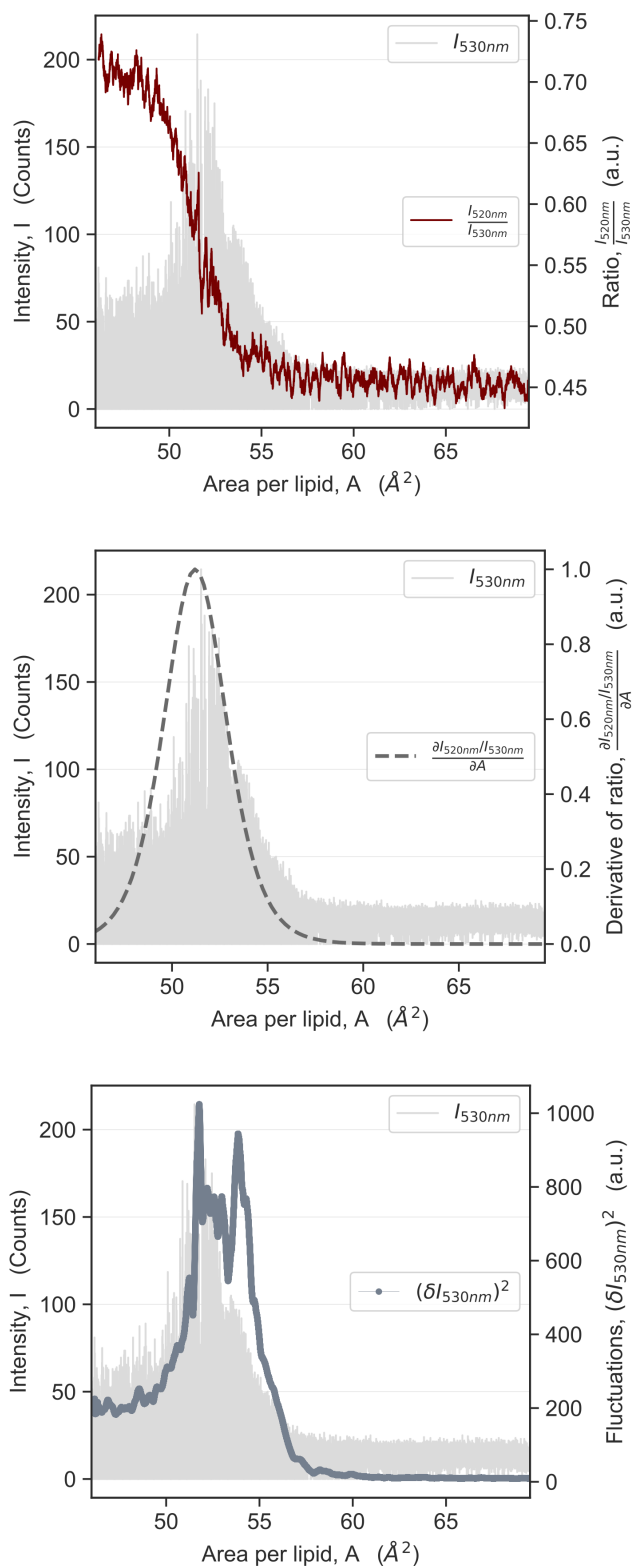 I530nm
I520nm/I530nm
200
150
100
50
0
0.75
0.70
0.65
0.60
0.55
0.50
0.45
50 55 60 65
Intensity, I (Counts)
Ratio, I520nm/I530nm (a.u.)
Area per lipid, A (Å²)
I530nm
∂I520nm/I530nm/∂A
200
150
100
50
0
1.0
0.8
0.6
0.4
0.2
0.0
50 55 60 65
Intensity, I (Counts)
Derivative of ratio, ∂I520nm/I530nm/∂A (a.u.)
Area per lipid, A (Å²)
I530nm
(δI530nm)²
200
150
100
50
0
1000
800
600
400
200
0
50 55 60 65
Intensity, I (Counts)
Fluctuations, (δI530nm)² (a.u.)
Area per lipid, A (Å²)